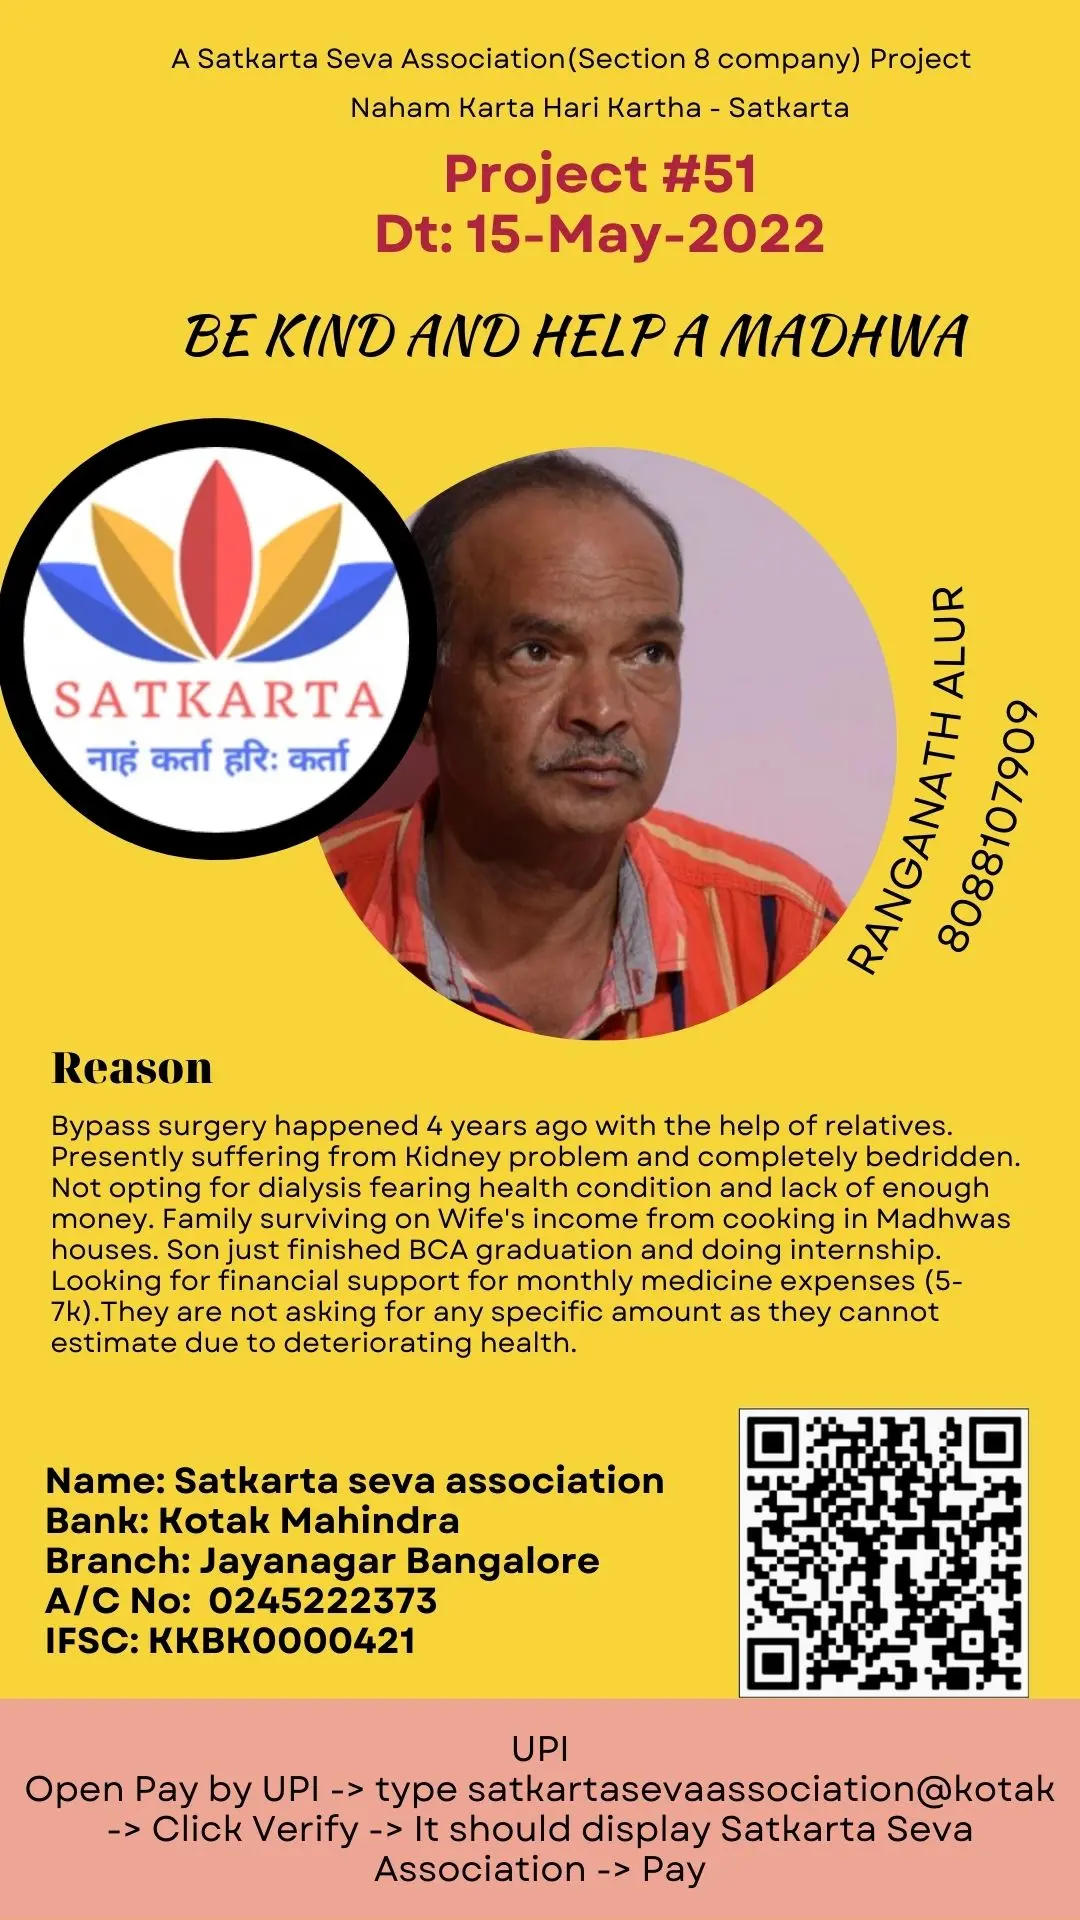 A Satkarta Seva Association(Section 8 company) Project
Naham Karta Hari Kartha - Satkarta
Project #51
Dt: 15-May-2022
BE KIND AND HELP A MADHWA
SATKARTA
नाहं कर्ता हरिः कर्ता
RANGANATH ALUR
8088107909
Reason
Bypass surgery happened 4 years ago with the help of relatives.
Presently suffering from Kidney problem and completely bedridden.
Not opting for dialysis fearing health condition and lack of enough
money. Family surviving on Wife's income from cooking in Madhwas
houses. Son just finished BCA graduation and doing internship.
Looking for financial support for monthly medicine expenses (5-
7k).They are not asking for any specific amount as they cannot
estimate due to deteriorating health.
Name: Satkarta seva association
Bank: Kotak Mahindra
Branch: Jayanagar Bangalore
A/C No:  0245222373
IFSC: KKBK0000421
UPI
Open Pay by UPI -> type satkartasevaassociation@kotak
-> Click Verify -> It should display Satkarta Seva
Association -> Pay